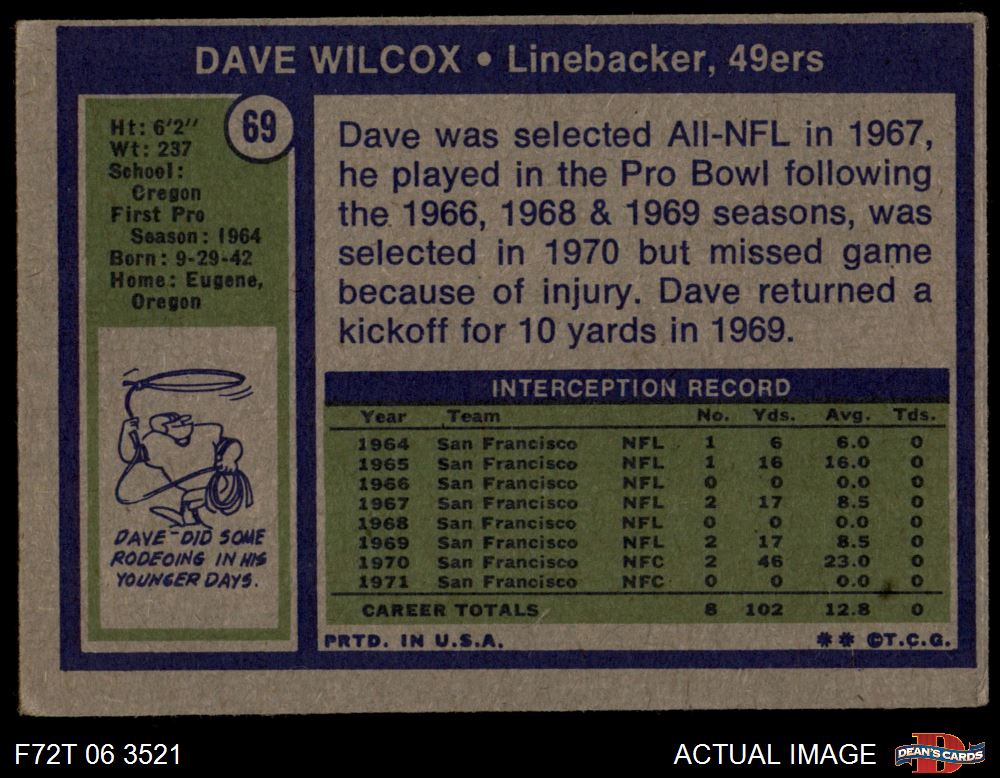 DAVE WILCOX • Linebacker, 49ers
69
Ht: 6'2"
Wt: 237
School:
Oregon
First Pro
Season: 1964
Born: 9-29-42
Home: Eugene,
Oregon
DAVE DID SOME
RODEOING IN HIS
YOUNGER DAYS.
Dave was selected All-NFL in 1967,
he played in the Pro Bowl following
the 1966, 1968 & 1969 seasons, was
selected in 1970 but missed game
because of injury. Dave returned a
kickoff for 10 yards in 1969.
INTERCEPTION RECORD
Year Team No. Yds. Avg. Tds.
1964 San Francisco NFL 1 6 6.0 0
1965 San Francisco NFL 1 16 16.0 0
1966 San Francisco NFL 0 0 0.0 0
1967 San Francisco NFL 2 17 8.5 0
1968 San Francisco NFL 0 0 0.0 0
1969 San Francisco NFL 2 17 8.5 0
1970 San Francisco NFC 2 46 23.0 0
1971 San Francisco NFC 0 0 0.0 0
CAREER TOTALS 8 102 12.8 0
PRTD. IN U.S.A. ** ©T.C.G.
F72T 06 3521 ACTUAL IMAGE DEAN'S CARDS